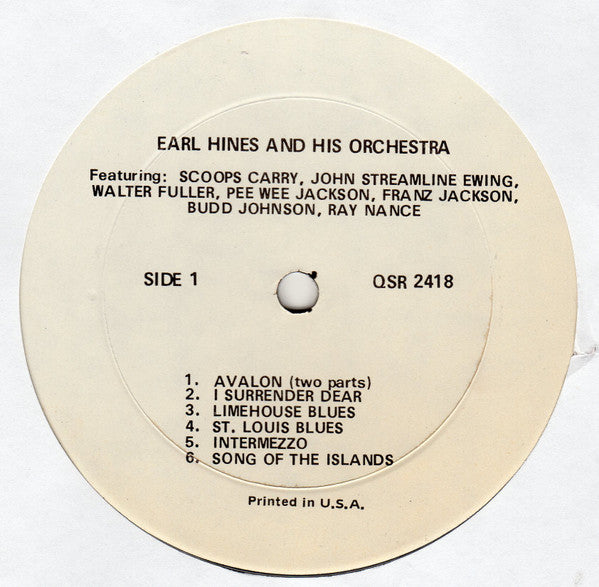 EARL HINES AND HIS ORCHESTRA
Featuring: SCOOPS CARRY, JOHN STREAMLINE EWING,
WALTER FULLER, PEE WEE JACKSON, FRANZ JACKSON,
BUDD JOHNSON, RAY NANCE
SIDE 1 QSR 2418
1. AVALON (two parts)
2. I SURRENDER DEAR
3. LIMEHOUSE BLUES
4. ST. LOUIS BLUES
5. INTERMEZZO
6. SONG OF THE ISLANDS
Printed in U.S.A.